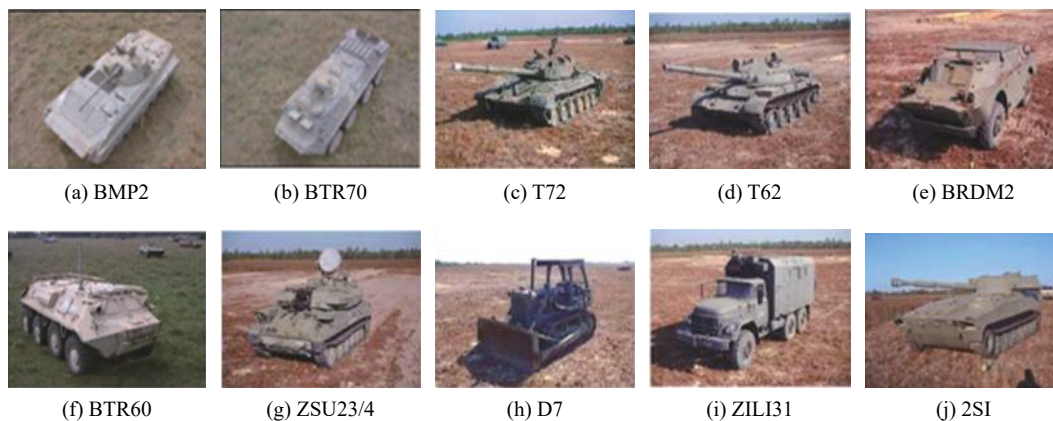 (a) BMP2
(b) BTR70
(c) T72
(d) T62
(e) BRDM2
(f) BTR60
(g) ZSU23/4
(h) D7
(i) ZILI31
(j) 2SI